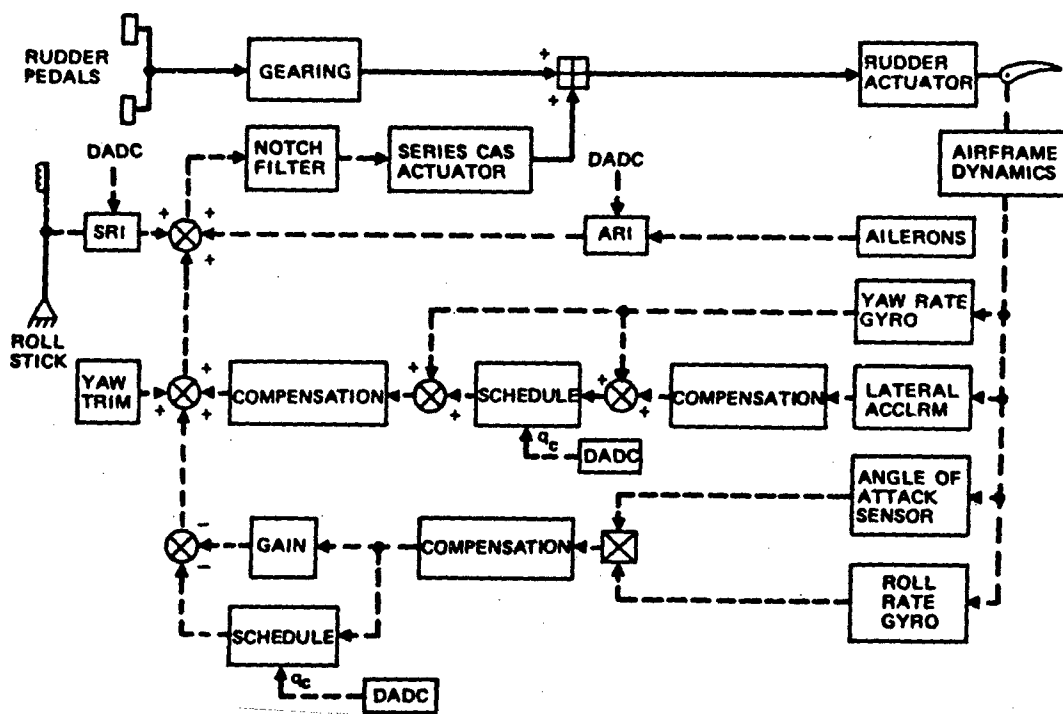 RUDDER
PEDALS
GEARING
RUDDER
ACTUATOR
+
+
DADC
NOTCH
FILTER
SERIES CAS
ACTUATOR
DADC
AIRFRAME
DYNAMICS
SRI
+
+
+
ARI
AILERONS
ROLL
STICK
YAW RATE
GYRO
YAW
TRIM
+
+
+
COMPENSATION
+
+
SCHEDULE
+
+
COMPENSATION
LATERAL
ACCLRM
qc
DADC
ANGLE OF
ATTACK
SENSOR
−
−
GAIN
COMPENSATION
ROLL
RATE
GYRO
SCHEDULE
qc
DADC